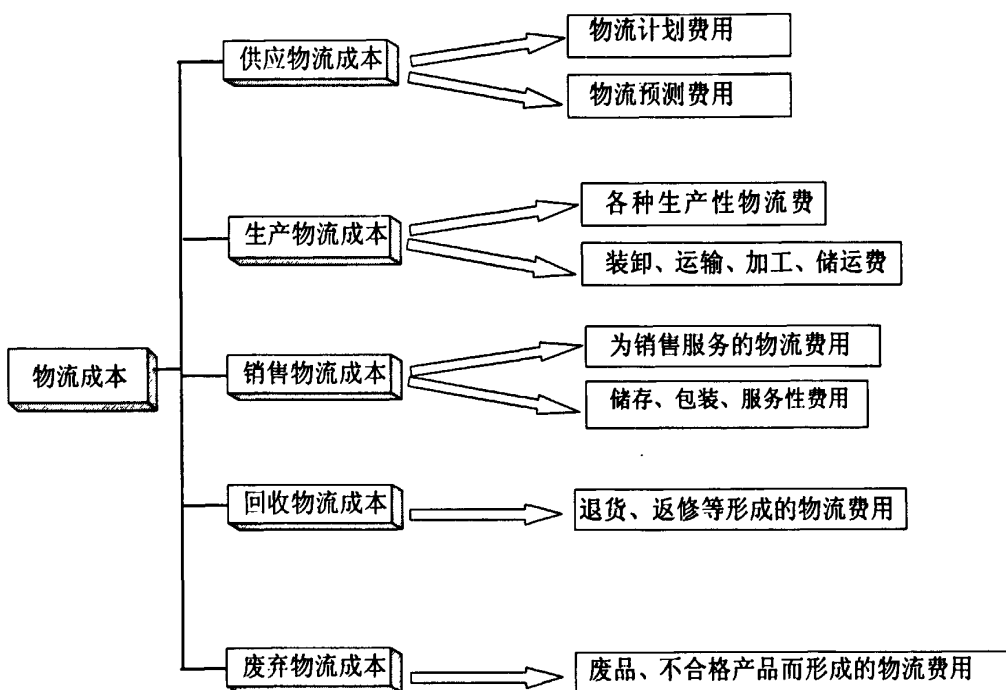 物流计划费用
供应物流成本
物流预测费用
各种生产性物流费
生产物流成本
装卸、运输、加工、储运费
为销售服务的物流费用
物流成本
销售物流成本
储存、包装、服务性费用
回收物流成本
退货、返修等形成的物流费用
废弃物流成本
废品、不合格产品而形成的物流费用